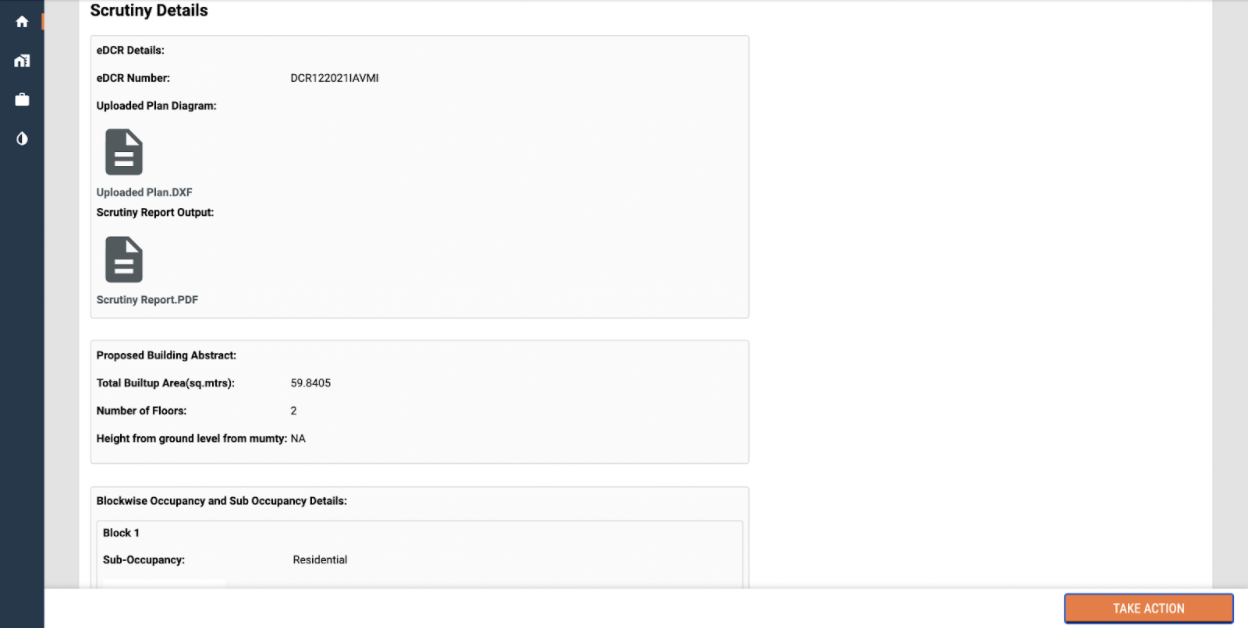 Scrutiny Details
eDCR Details:
eDCR Number: DCR122021IAVMI
Uploaded Plan Diagram:
Uploaded Plan.DXF
Scrutiny Report Output:
Scrutiny Report.PDF
Proposed Building Abstract:
Total Builtup Area(sq.mtrs): 59.8405
Number of Floors: 2
Height from ground level from mumty: NA
Blockwise Occupancy and Sub Occupancy Details:
Block 1
Sub-Occupancy: Residential
TAKE ACTION